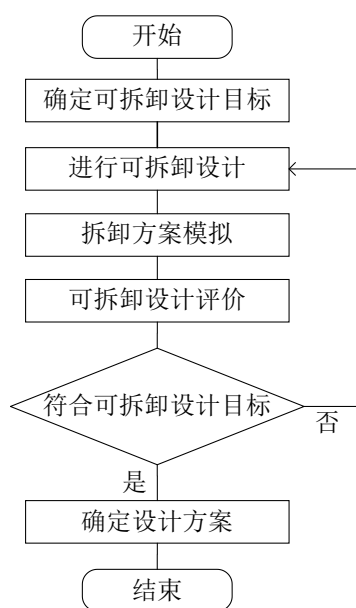 开始
确定可拆卸设计目标
进行可拆卸设计
拆卸方案模拟
可拆卸设计评价
符合可拆卸设计目标
否
是
确定设计方案
结束